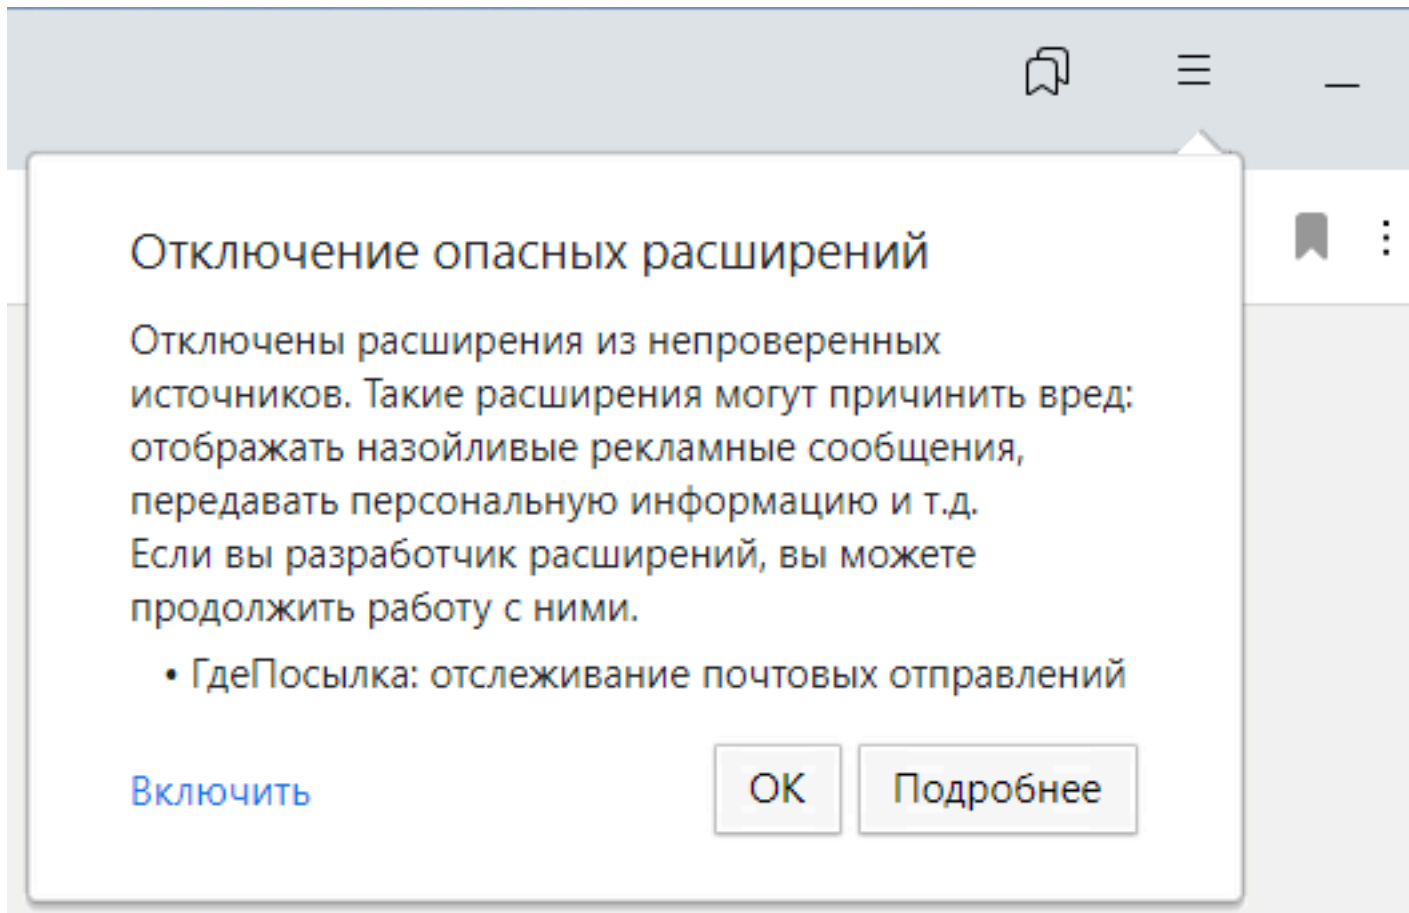 Отключение опасных расширений
Отключены расширения из непроверенных
источников. Такие расширения могут причинить вред:
отображать назойливые рекламные сообщения,
передавать персональную информацию и т.д.
Если вы разработчик расширений, вы можете
продолжить работу с ними.
• ГдеПосылка: отслеживание почтовых отправлений
Включить
ОК
Подробнее